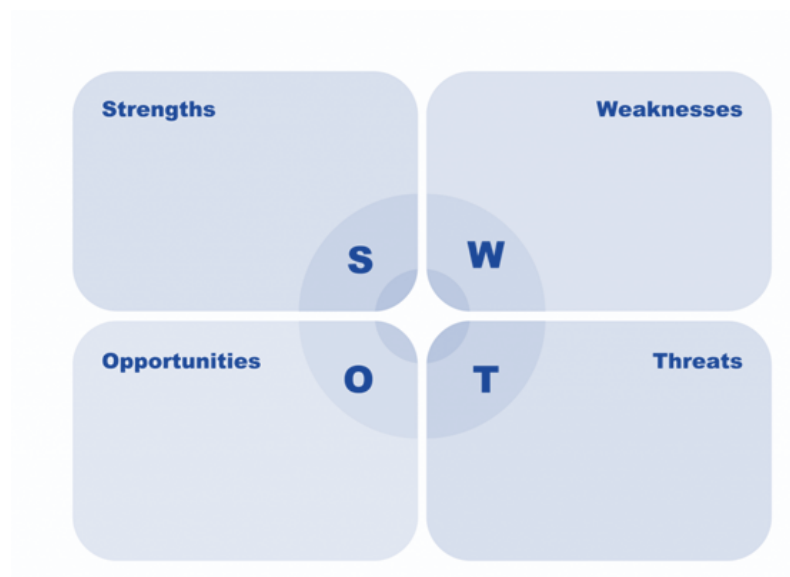 Strengths
Weaknesses
S
W
O
T
Opportunities
Threats